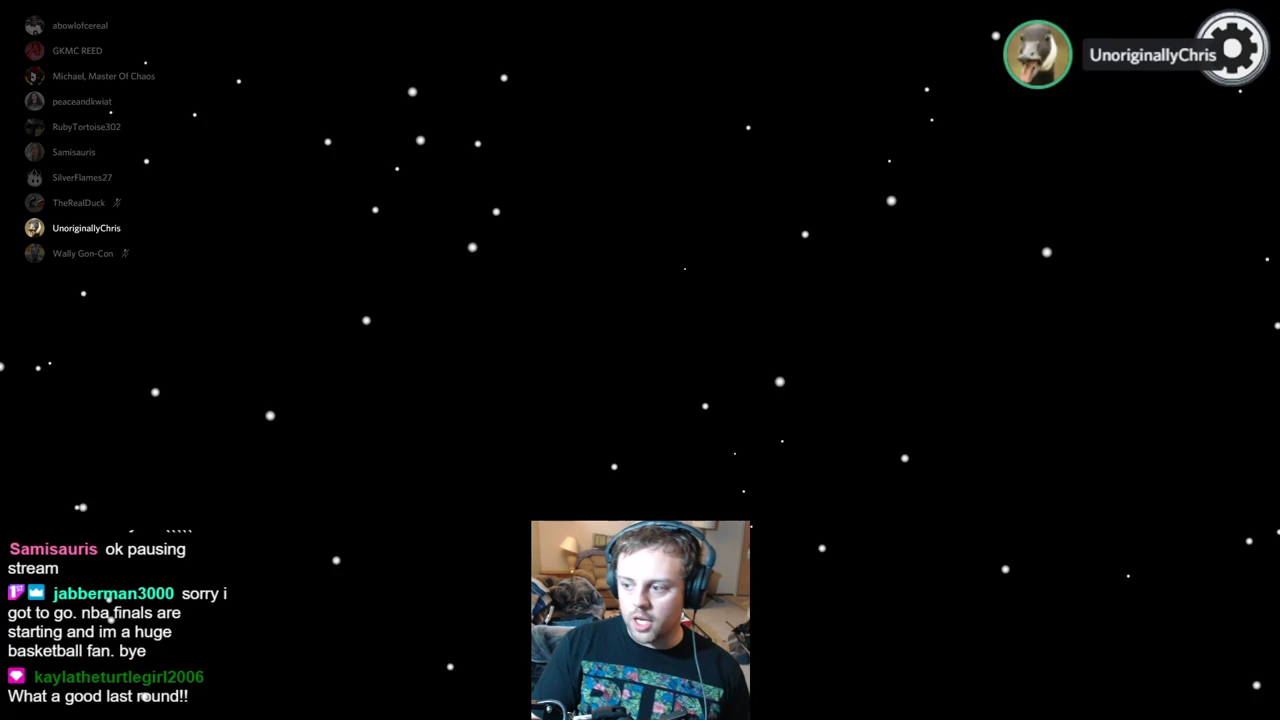 abowlofcereal
GKMC REED
Michael, Master Of Chaos
peaceandkwiat
RubyTortoise302
Samisauris
SilverFlames27
TheRealDuck
UnoriginallyChris
Wally Gon-Con
UnoriginallyChris
Samisauris ok pausing
stream
jabberman3000 sorry i
got to go. nba finals are
starting and im a huge
basketball fan. bye
kaylatheturtlegirl2006
What a good last round!!